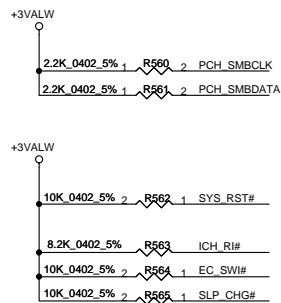 +3VALW
2.2K_0402_5% 1 R560 2 PCH_SMBCLK
2.2K_0402_5% 1 R561 2 PCH_SMBDATA
+3VALW
10K_0402_5% 2 R562 1 SYS_RST#
8.2K_0402_5% R563 ICH_RI#
10K_0402_5% 2 R564 1 EC_SWI#
10K_0402_5% 2 R565 1 SLP_CHG#